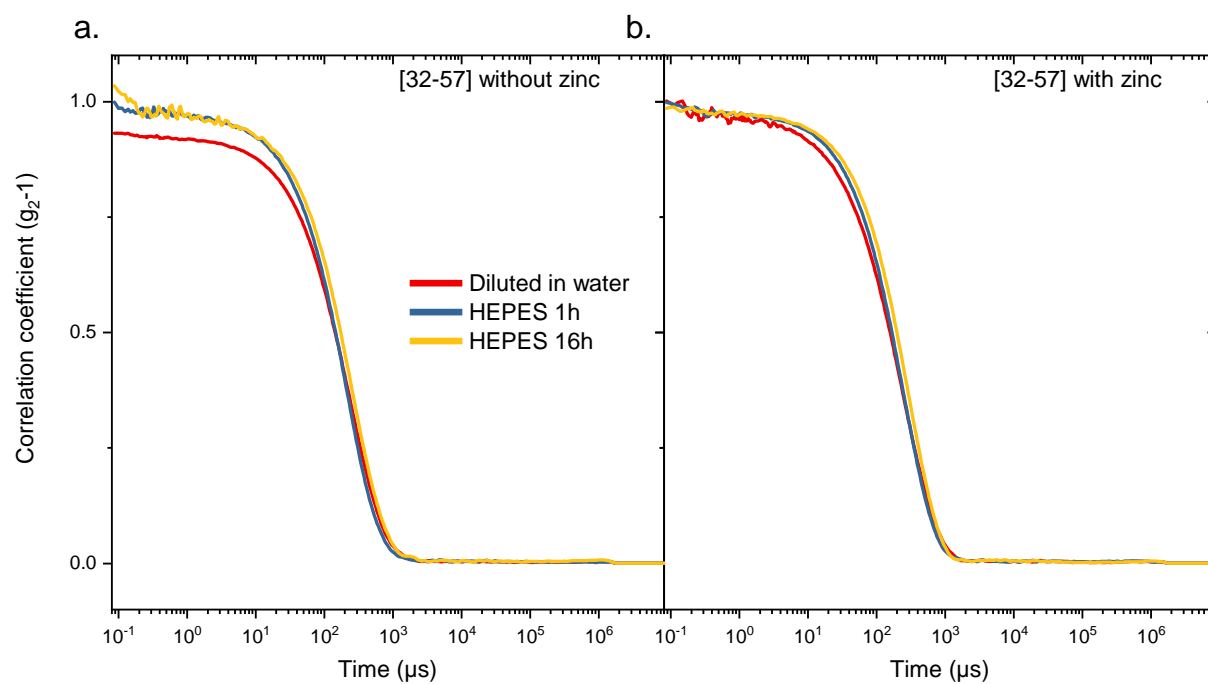 a.
b.
[32-57] without zinc
[32-57] with zinc
Correlation coefficient (g₂-1)
1.0
0.5
0.0
Diluted in water
HEPES 1h
HEPES 16h
10⁻¹ 10⁰ 10¹ 10² 10³ 10⁴ 10⁵ 10⁶
10⁻¹ 10⁰ 10¹ 10² 10³ 10⁴ 10⁵ 10⁶
Time (µs)
Time (µs)